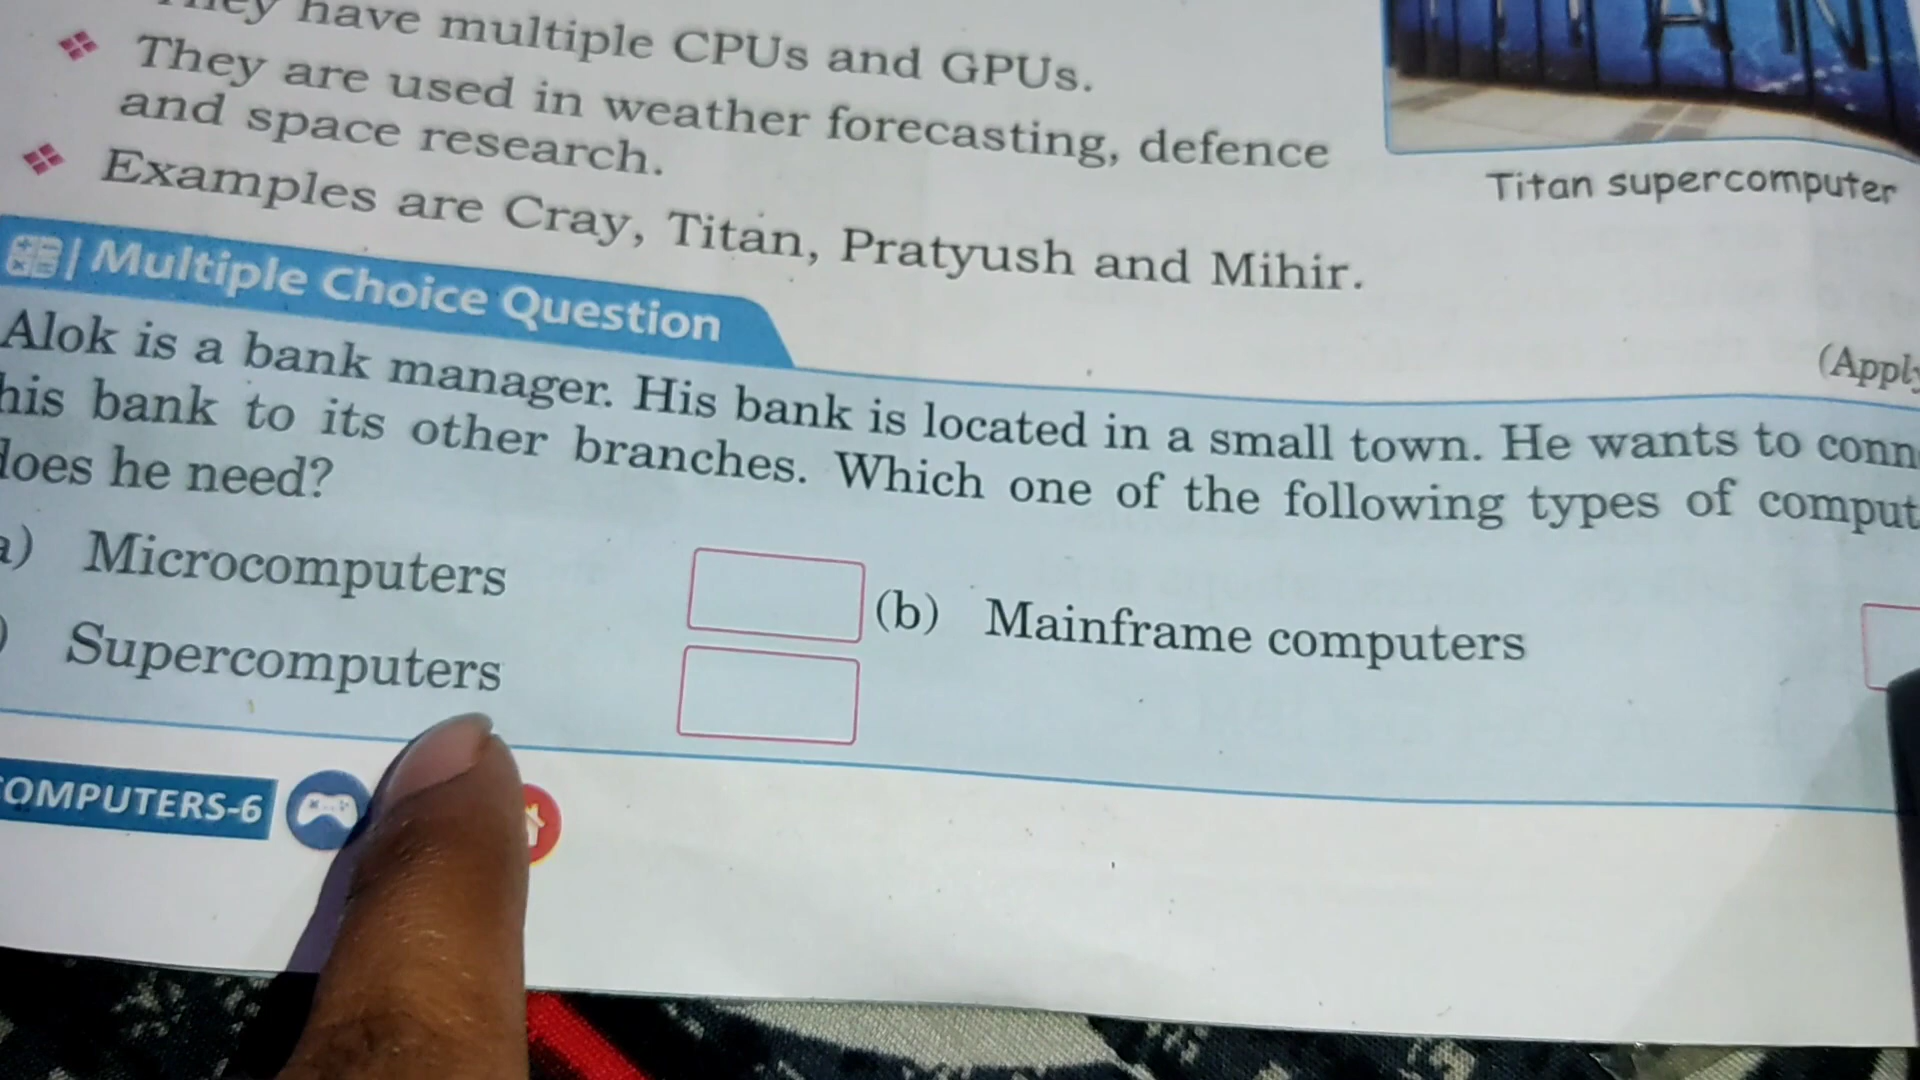 have multiple CPUs and GPUs.
They are used in weather forecasting, defence
and space research.
Examples are Cray, Titan, Pratyush and Mihir.
TITAN
Titan supercomputer
Multiple Choice Question
(Apply
Alok is a bank manager. His bank is located in a small town. He wants to conn
his bank to its other branches. Which one of the following types of comput
does he need?
a) Microcomputers
(b) Mainframe computers
) Supercomputers
COMPUTERS-6